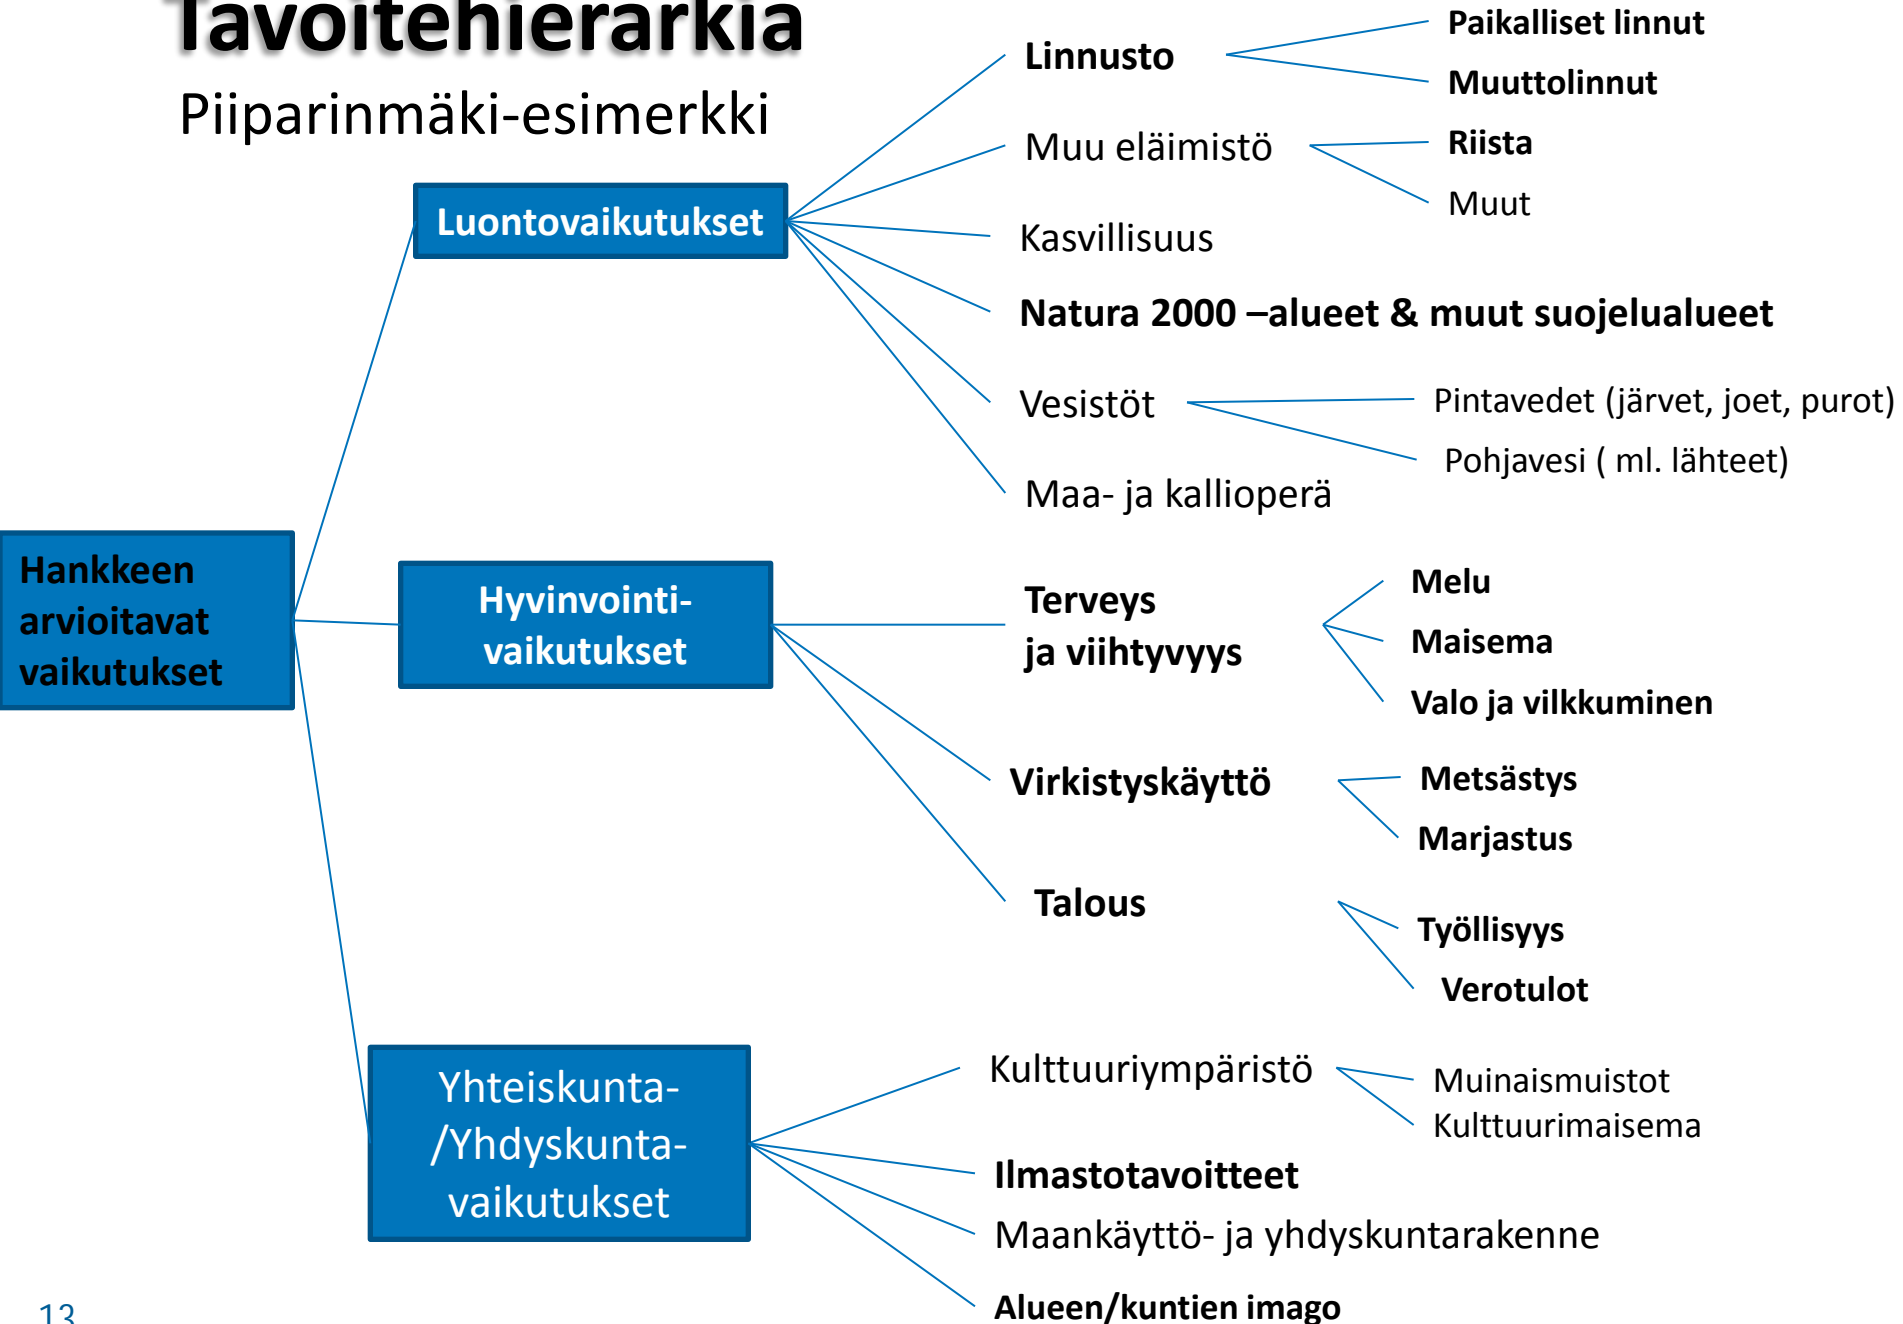 Tavoitehierarkia
Piiparinmäki-esimerkki
Hankkeen
arvioitavat
vaikutukset
Luontovaikutukset
Linnusto
Paikalliset linnut
Muuttolinnut
Muu eläimistö
Riista
Muut
Kasvillisuus
Natura 2000 –alueet & muut suojelualueet
Vesistöt
Pintavedet (järvet, joet, purot)
Pohjavesi ( ml. lähteet)
Maa- ja kallioperä
Hyvinvointi-
vaikutukset
Terveys
ja viihtyvyys
Melu
Maisema
Valo ja vilkkuminen
Virkistyskäyttö
Metsästys
Marjastus
Talous
Työllisyys
Verotulot
Yhteiskunta-
/Yhdyskunta-
vaikutukset
Kulttuuriympäristö
Muinaismuistot
Kulttuurimaisema
Ilmastotavoitteet
Maankäyttö- ja yhdyskuntarakenne
Alueen/kuntien imago
13